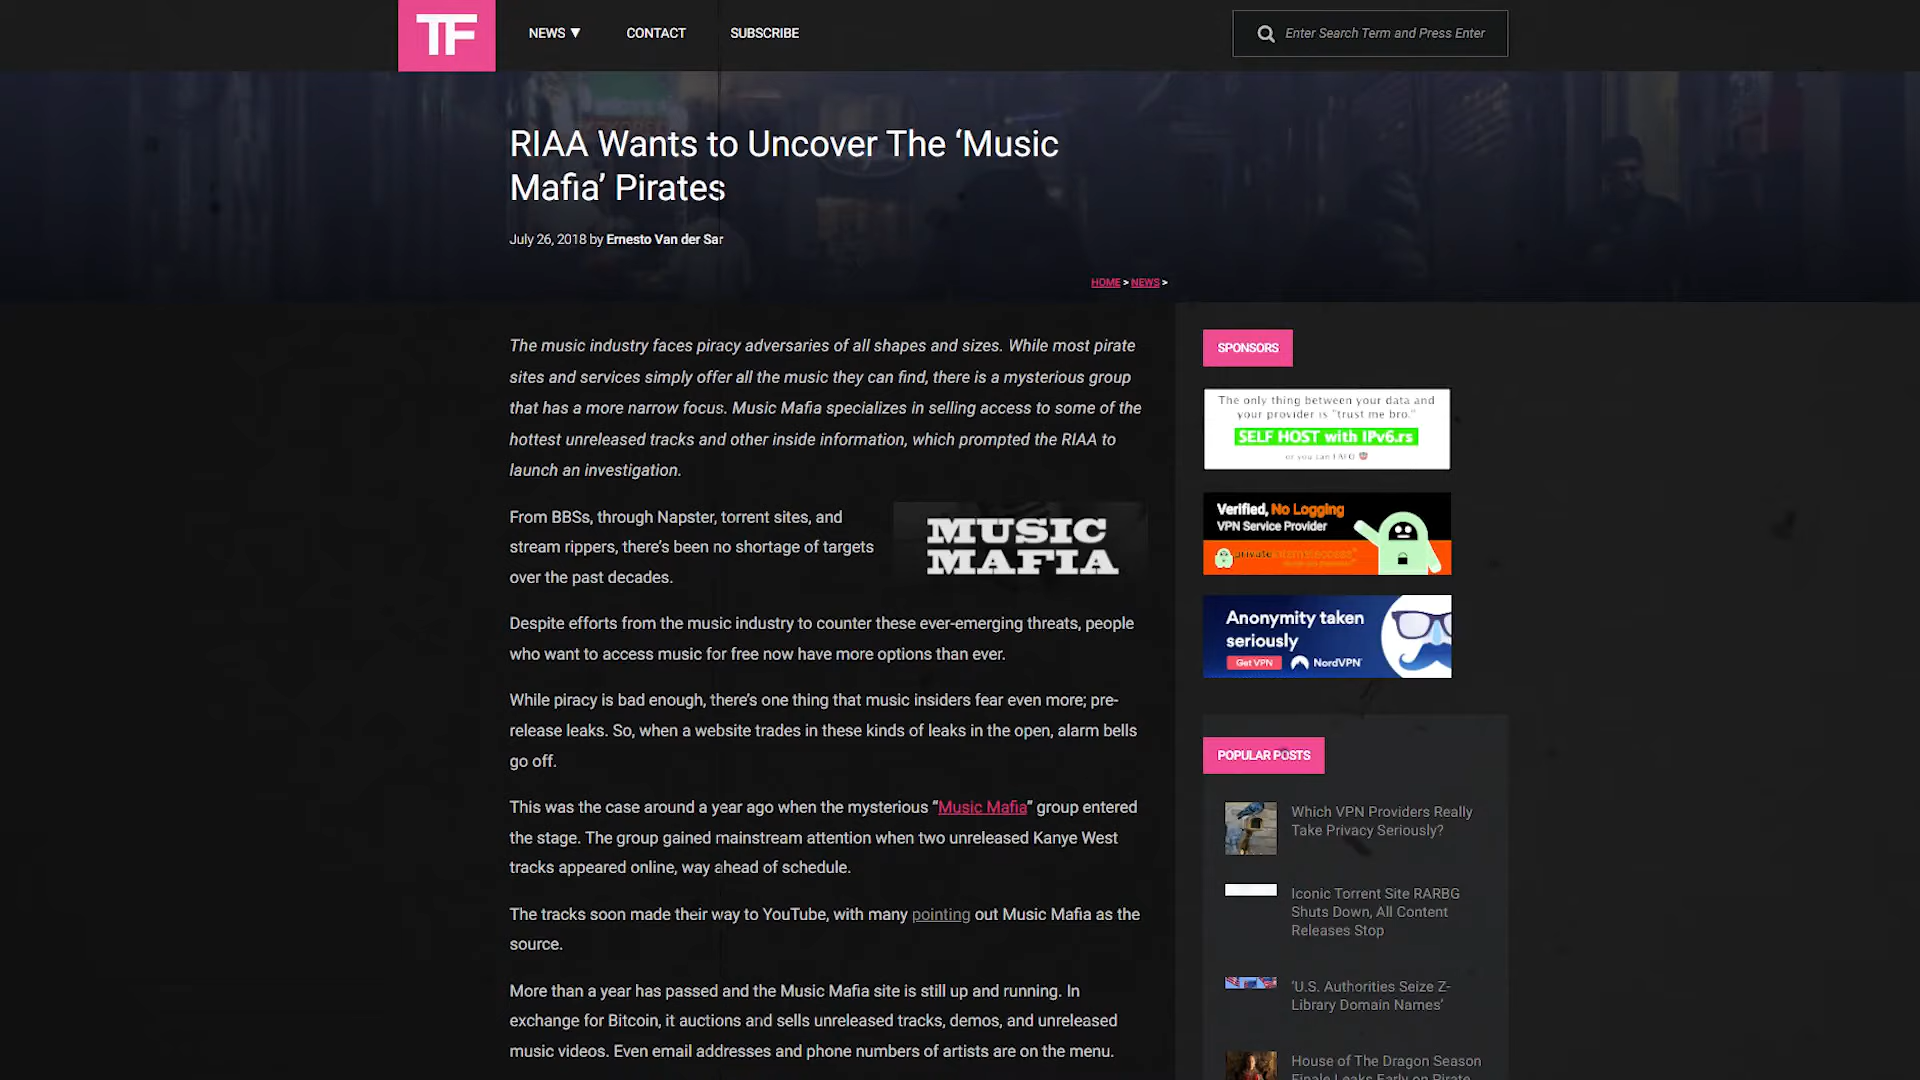 TF
NEWS ▼
CONTACT
SUBSCRIBE
Enter Search Term and Press Enter
RIAA Wants to Uncover The ‘Music
Mafia’ Pirates
July 26, 2018 by Ernesto Van der Sar
HOME > NEWS >
The music industry faces piracy adversaries of all shapes and sizes. While most pirate
sites and services simply offer all the music they can find, there is a mysterious group
that has a more narrow focus. Music Mafia specializes in selling access to some of the
hottest unreleased tracks and other inside information, which prompted the RIAA to
launch an investigation.
From BBSs, through Napster, torrent sites, and
stream rippers, there’s been no shortage of targets
over the past decades.
MUSIC
MAFIA
Despite efforts from the music industry to counter these ever-emerging threats, people
who want to access music for free now have more options than ever.
While piracy is bad enough, there’s one thing that music insiders fear even more; pre-
release leaks. So, when a website trades in these kinds of leaks in the open, alarm bells
go off.
This was the case around a year ago when the mysterious “Music Mafia” group entered
the stage. The group gained mainstream attention when two unreleased Kanye West
tracks appeared online, way ahead of schedule.
The tracks soon made their way to YouTube, with many pointing out Music Mafia as the
source.
More than a year has passed and the Music Mafia site is still up and running. In
exchange for Bitcoin, it auctions and sells unreleased tracks, demos, and unreleased
music videos. Even email addresses and phone numbers of artists are on the menu.
SPONSORS
The only thing between your data and
your provider is "trust me bro."
SELF HOST with IPv6.rs
or you can FAFO
Verified, No Logging
VPN Service Provider
privateinternetaccess
Anonymity taken
seriously
Get VPN
NordVPN
POPULAR POSTS
Which VPN Providers Really
Take Privacy Seriously?
Iconic Torrent Site RARBG
Shuts Down, All Content
Releases Stop
‘U.S. Authorities Seize Z-
Library Domain Names’
House of The Dragon Season
Finale Leaks Early on Pirate